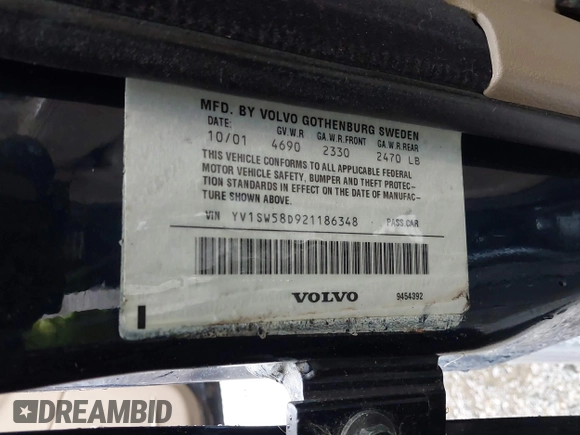 MFD. BY VOLVO GOTHENBURG SWEDEN
DATE: G.V.W.R GA.W.R.FRONT GA.W.R.REAR
10/01 4690 2330 2470 LB
THIS VEHICLE CONFORMS TO ALL APPLICABLE FEDERAL
MOTOR VEHICLE SAFETY, BUMPER AND THEFT PROTEC-
TION STANDARDS IN EFFECT ON THE DATE OF MANUFAC-
TURE SHOWN ABOVE.
VIN YV1SW58D921186348 PASS.CAR
VOLVO 9454392
DREAMBID